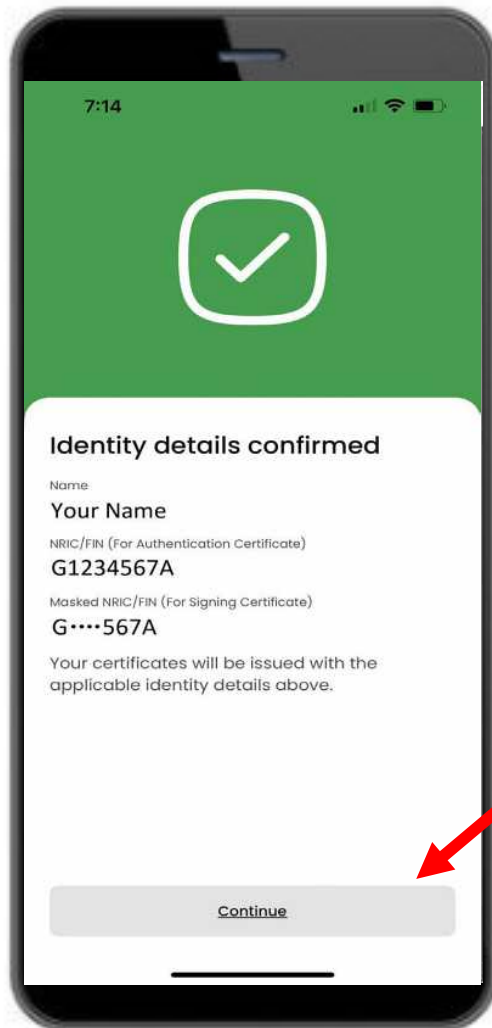 7:14
Identity details confirmed
Name
Your Name
NRIC/FIN (For Authentication Certificate)
G1234567A
Masked NRIC/FIN (For Signing Certificate)
G••••567A
Your certificates will be issued with the
applicable identity details above.
Continue